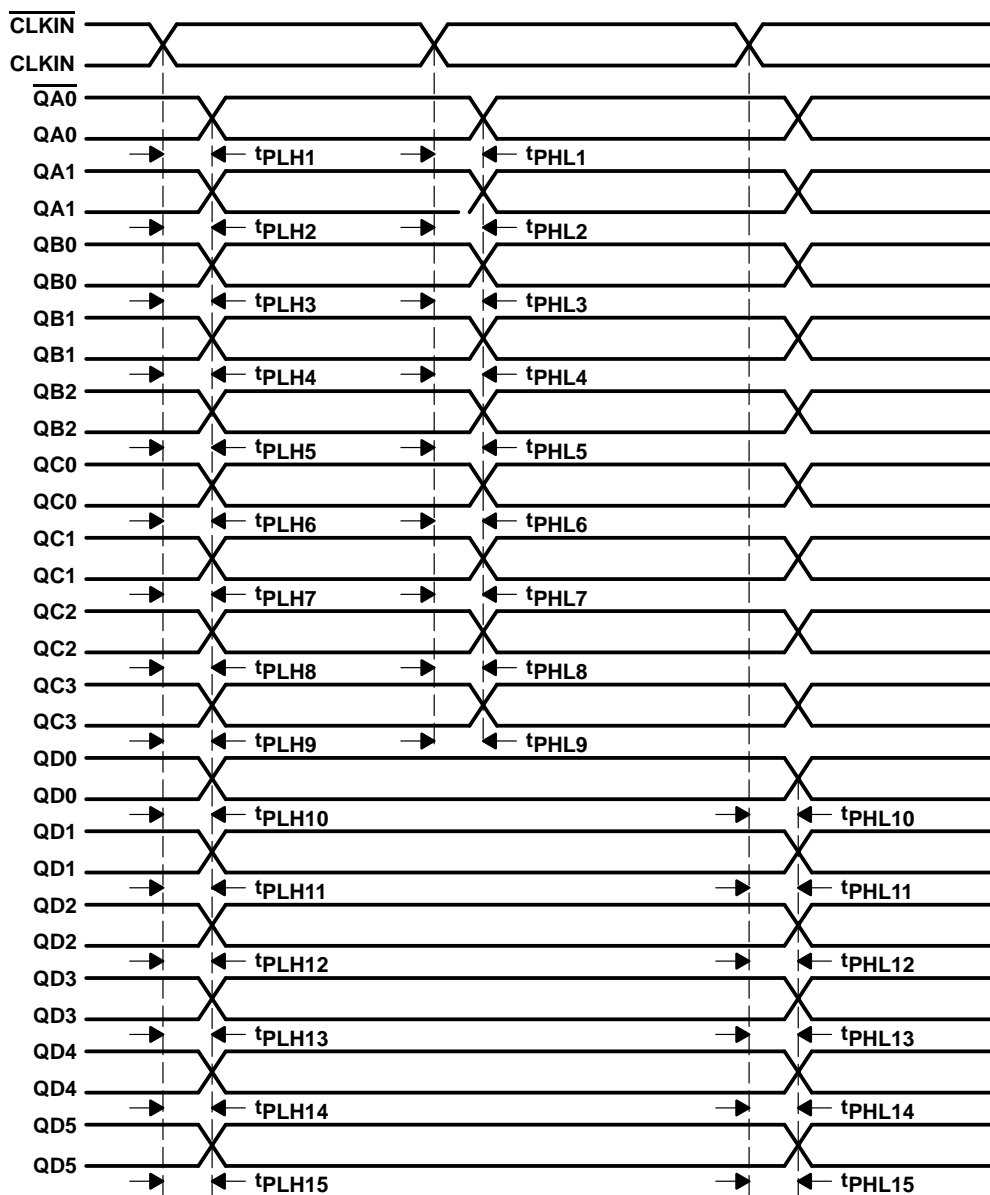 CLKIN
CLKIN
QA0
QA0
tPLH1 tPHL1
QA1
QA1
tPLH2 tPHL2
QB0
QB0
tPLH3 tPHL3
QB1
QB1
tPLH4 tPHL4
QB2
QB2
tPLH5 tPHL5
QC0
QC0
tPLH6 tPHL6
QC1
QC1
tPLH7 tPHL7
QC2
QC2
tPLH8 tPHL8
QC3
QC3
tPLH9 tPHL9
QD0
QD0
tPLH10 tPHL10
QD1
QD1
tPLH11 tPHL11
QD2
QD2
tPLH12 tPHL12
QD3
QD3
tPLH13 tPHL13
QD4
QD4
tPLH14 tPHL14
QD5
QD5
tPLH15 tPHL15